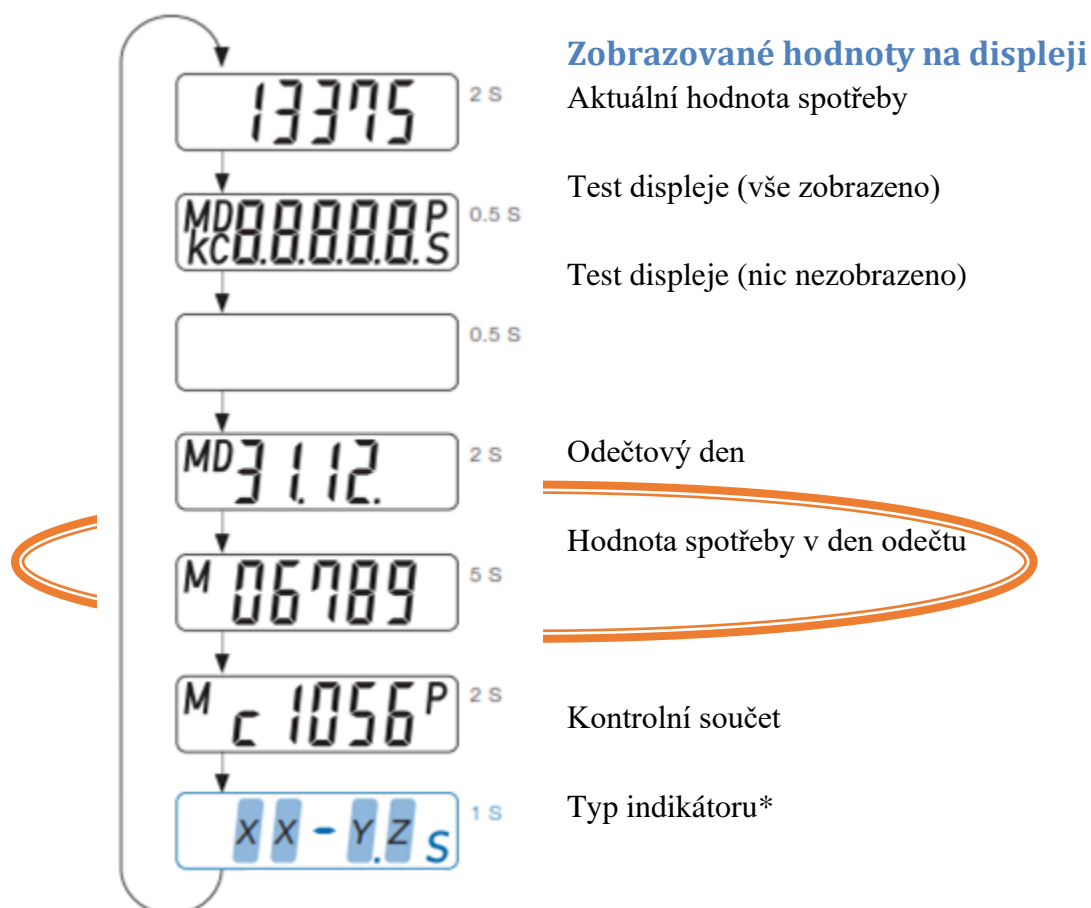 Zobrazované hodnoty na displeji
13375 2 S Aktuální hodnota spotřeby
MD kC 8.8.8.8.8. P S 0.5 S Test displeje (vše zobrazeno)
0.5 S Test displeje (nic nezobrazeno)
MD 31.12. 2 S Odečtový den
M 06789 5 S Hodnota spotřeby v den odečtu
M c 1056 P 2 S Kontrolní součet
X X - Y.Z S 1 S Typ indikátoru*